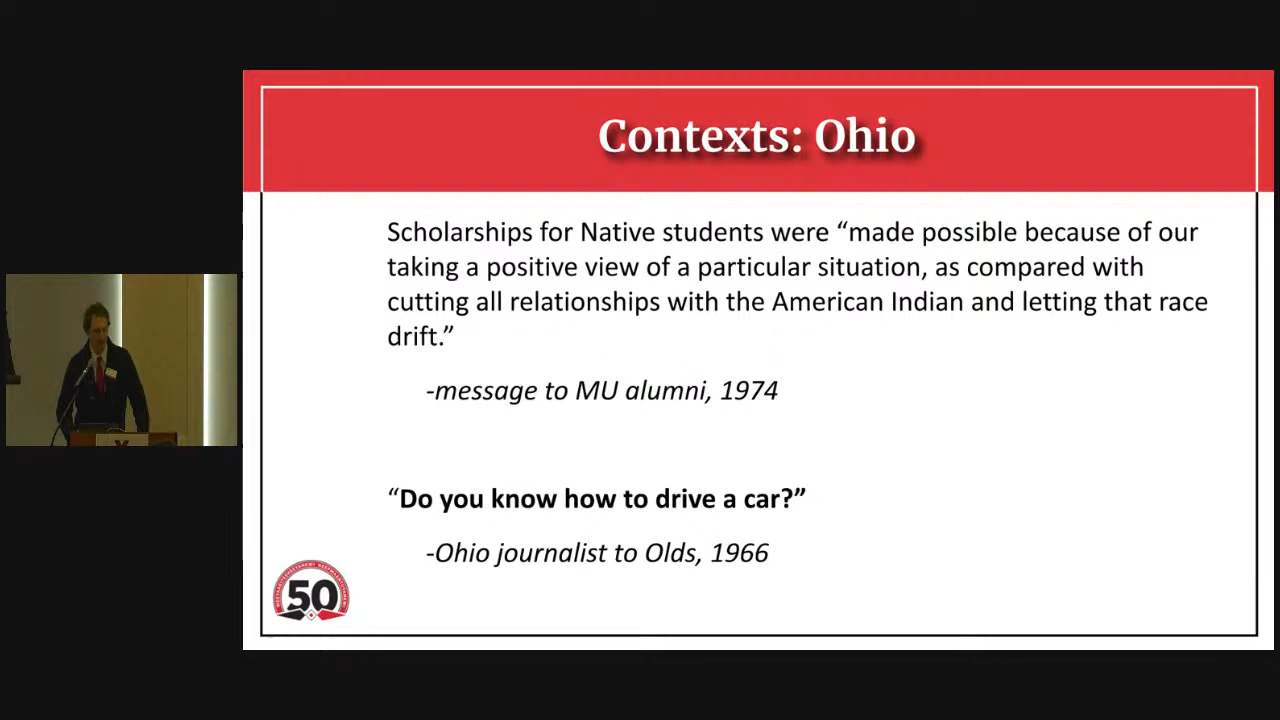 Contexts: Ohio
Scholarships for Native students were “made possible because of our
taking a positive view of a particular situation, as compared with
cutting all relationships with the American Indian and letting that race
drift.”
-message to MU alumni, 1974
“Do you know how to drive a car?”
-Ohio journalist to Olds, 1966
50